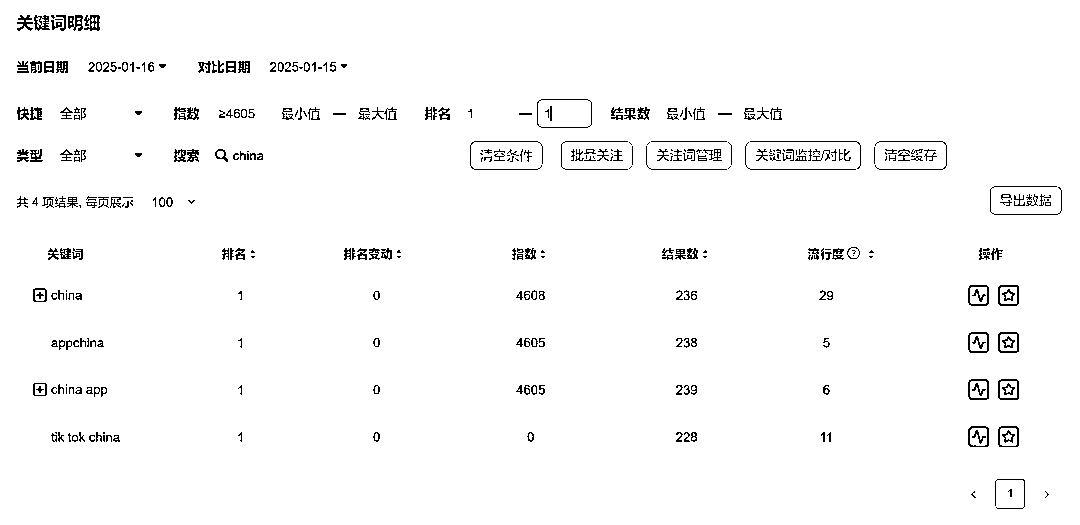 关键词明细
当前日期 2025-01-16 对比日期 2025-01-15
快捷 全部 指数 ≥4605 最小值 — 最大值 排名 1 — 1 结果数 最小值 — 最大值
类型 全部 搜索 china 清空条件 批量关注 关注词管理 关键词监控/对比 清空缓存
共 4 项结果, 每页展示 100
导出数据
关键词 排名 排名变动 指数 结果数 流行度 ? 操作
china 1 0 4608 236 29
appchina 1 0 4605 238 5
china app 1 0 4605 239 6
tik tok china 1 0 0 228 11
‹ 1 ›